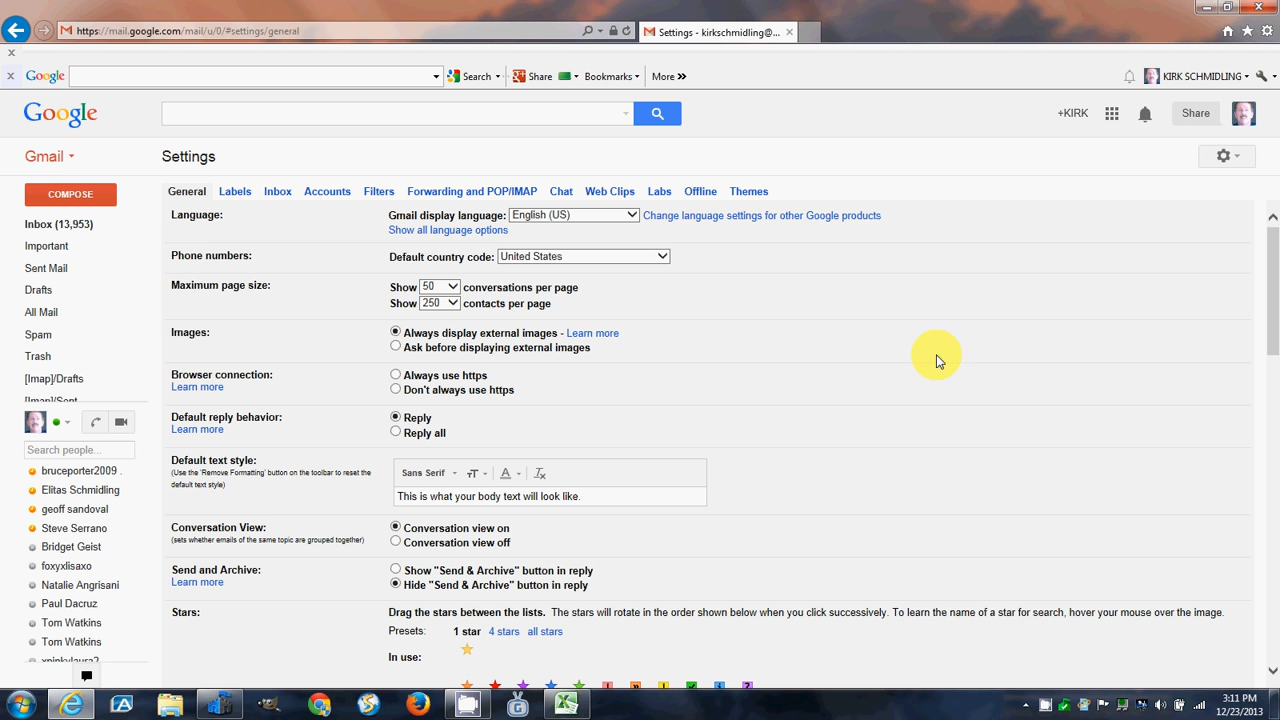 https://mail.google.com/mail/u/0/#settings/general
Settings - kirkschmidling@...
Google
Search
Share
Bookmarks
More »
KIRK SCHMIDLING
Google
+KIRK
Share
Gmail
Settings
COMPOSE
General Labels Inbox Accounts Filters Forwarding and POP/IMAP Chat Web Clips Labs Offline Themes
Inbox (13,953)
Important
Sent Mail
Drafts
All Mail
Spam
Trash
[Imap]/Drafts
[Imap]/Sent
Search people...
bruceporter2009 .
Elitas Schmidling
geoff sandoval
Steve Serrano
Bridget Geist
foxyxlisaxo
Natalie Angrisani
Paul Dacruz
Tom Watkins
Tom Watkins
xpinkylaura2
Language:
Gmail display language: English (US) Change language settings for other Google products
Show all language options
Phone numbers:
Default country code: United States
Maximum page size:
Show 50 conversations per page
Show 250 contacts per page
Images:
Always display external images - Learn more
Ask before displaying external images
Browser connection:
Learn more
Always use https
Don't always use https
Default reply behavior:
Learn more
Reply
Reply all
Default text style:
(Use the 'Remove Formatting' button on the toolbar to reset the
default text style)
Sans Serif
This is what your body text will look like.
Conversation View:
(sets whether emails of the same topic are grouped together)
Conversation view on
Conversation view off
Send and Archive:
Learn more
Show "Send & Archive" button in reply
Hide "Send & Archive" button in reply
Stars:
Drag the stars between the lists. The stars will rotate in the order shown below when you click successively. To learn the name of a star for search, hover your mouse over the image.
Presets: 1 star 4 stars all stars
In use:
3:11 PM
12/23/2013